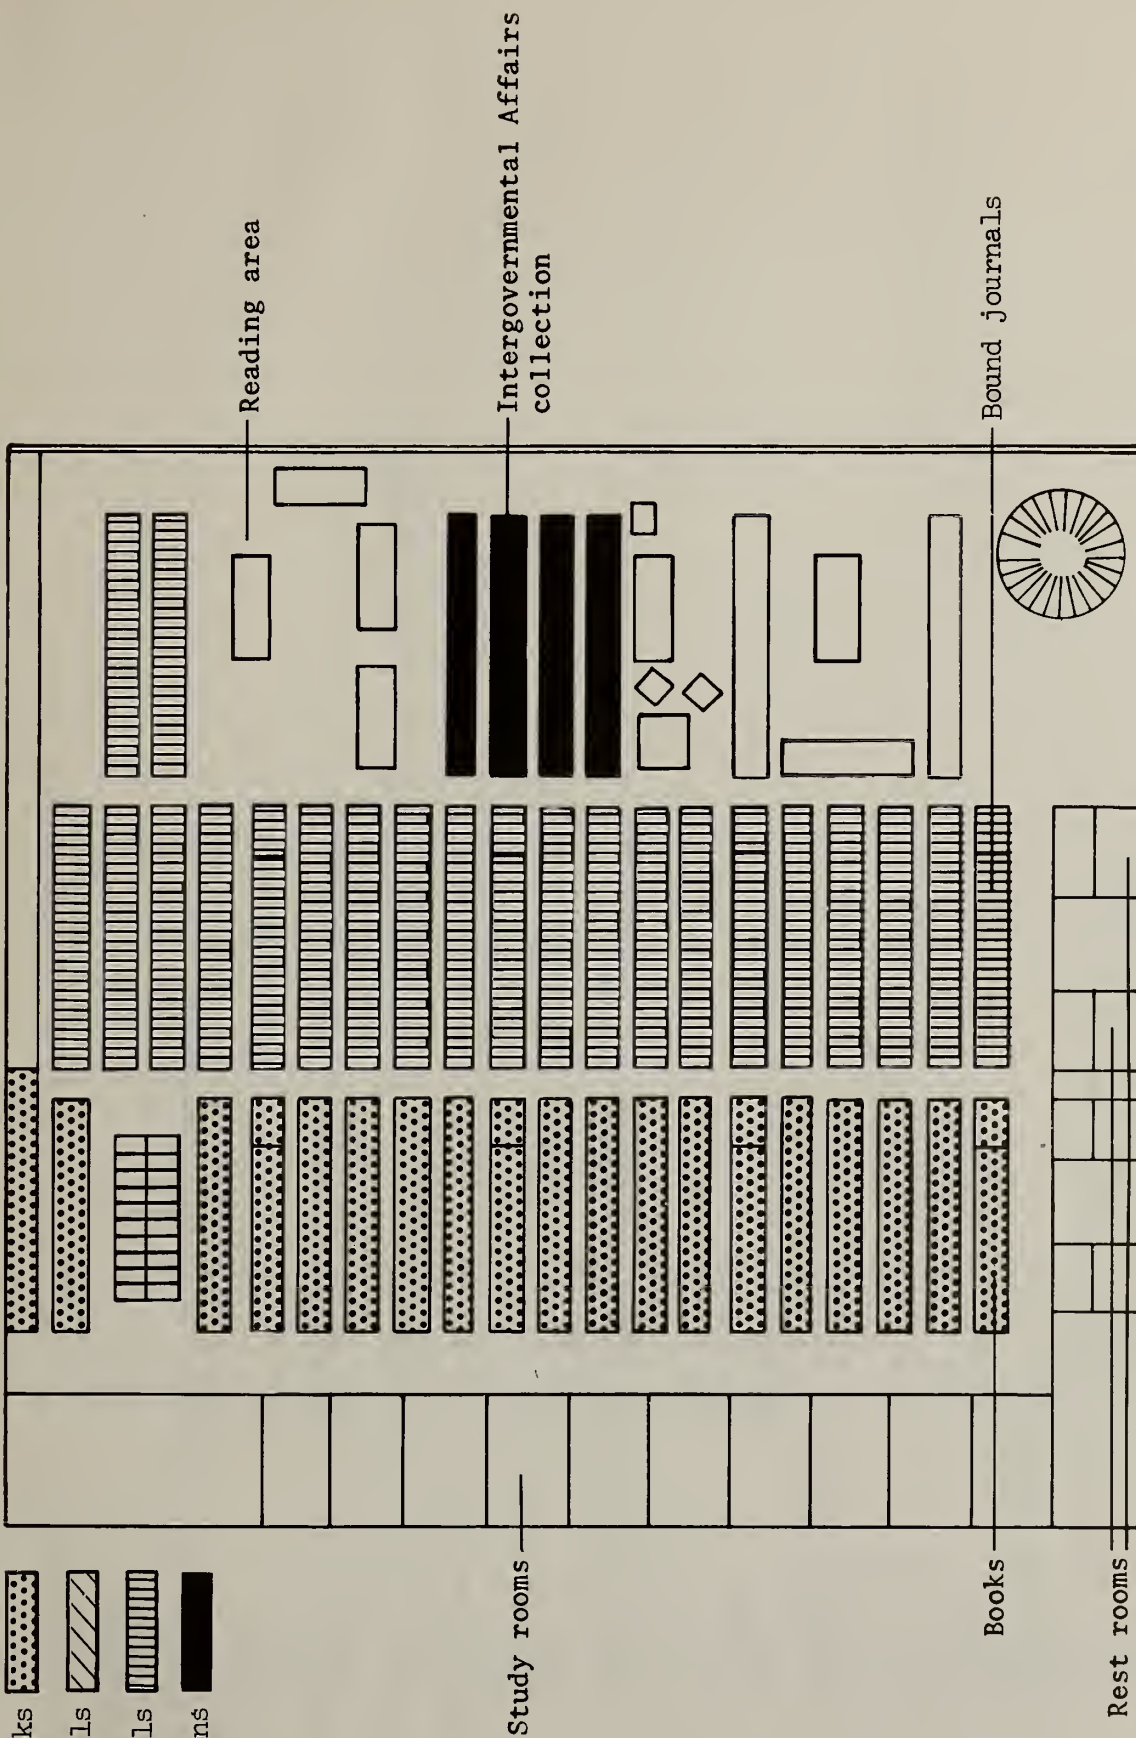 Reading area
Intergovernmental Affairs
collection
Bound journals
ks
ls
ls
ns
Study rooms
Books
Rest rooms